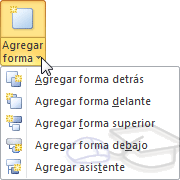 Agregar
forma
Agregar forma detrás
Agregar forma delante
Agregar forma superior
Agregar forma debajo
Agregar asistente